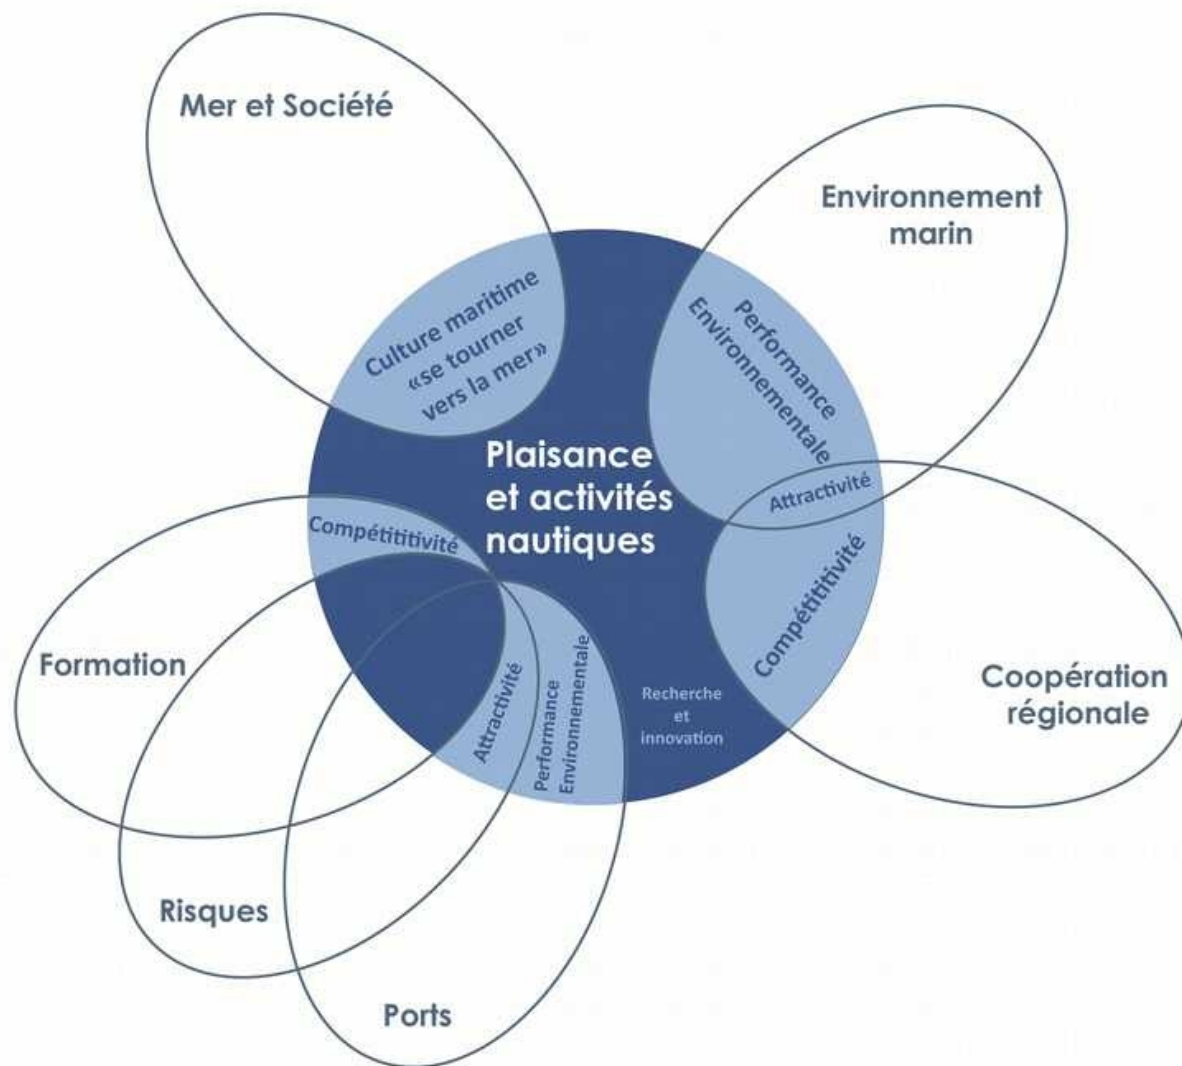 Mer et Société
Environnement
marin
Culture maritime
«se tourner
vers la mer»
Performance
Environnementale
Plaisance
et activités
nautiques
Attractivité
Compétititivité
Compétititivité
Formation
Attractivité
Performance
Environnementale
Recherche
et
innovation
Coopération
régionale
Risques
Ports